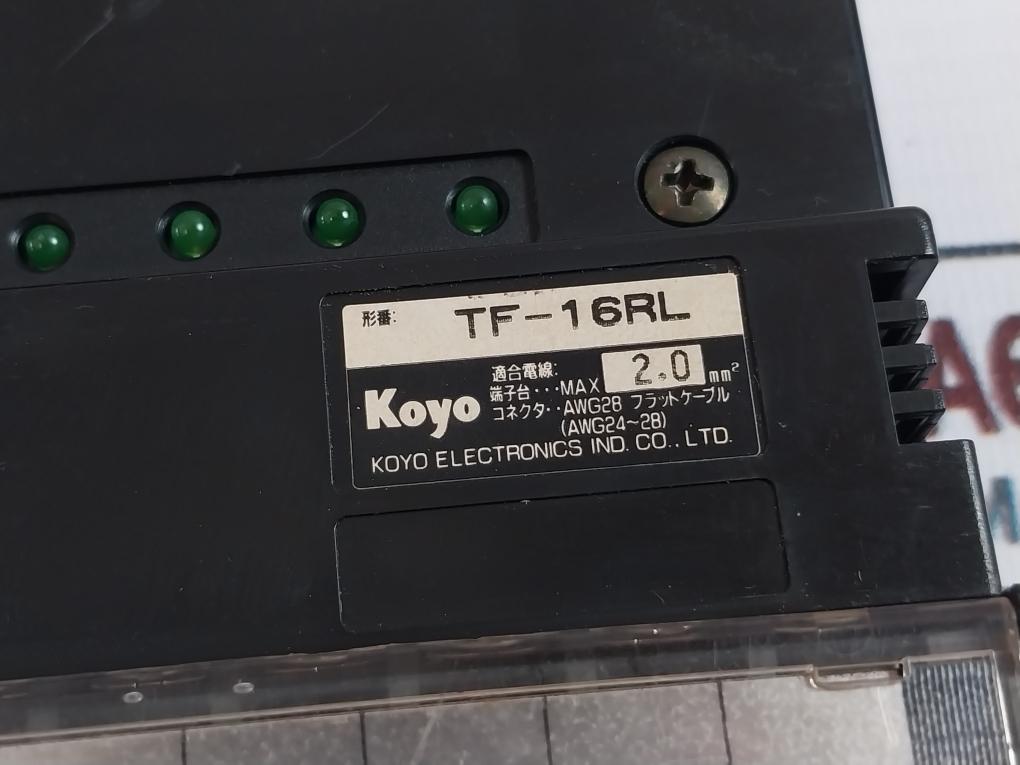 形番: TF-16RL
Koyo
適合電線:
端子台···MAX 2.0 mm²
コネクタ··AWG28 フラットケーブル
(AWG24~28)
KOYO ELECTRONICS IND. CO., LTD.
A6